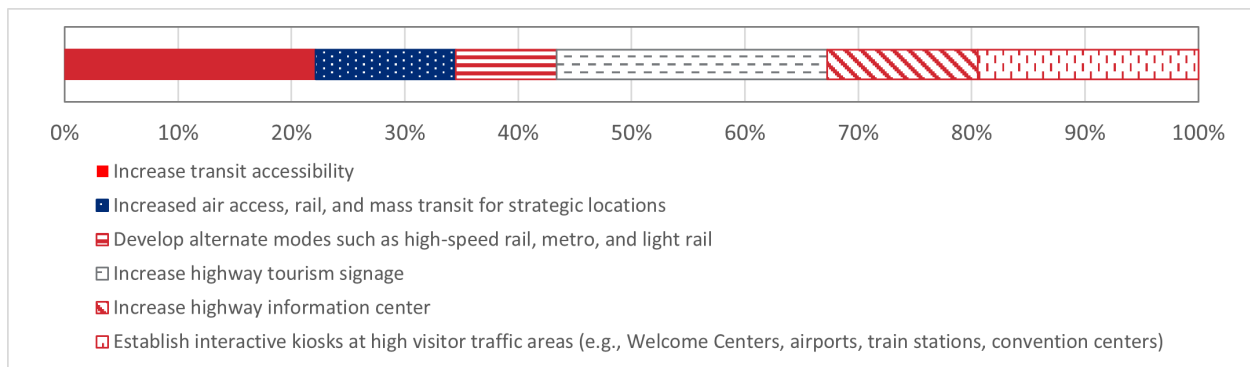 0% 10% 20% 30% 40% 50% 60% 70% 80% 90% 100%
Increase transit accessibility
Increased air access, rail, and mass transit for strategic locations
Develop alternate modes such as high-speed rail, metro, and light rail
Increase highway tourism signage
Increase highway information center
Establish interactive kiosks at high visitor traffic areas (e.g., Welcome Centers, airports, train stations, convention centers)